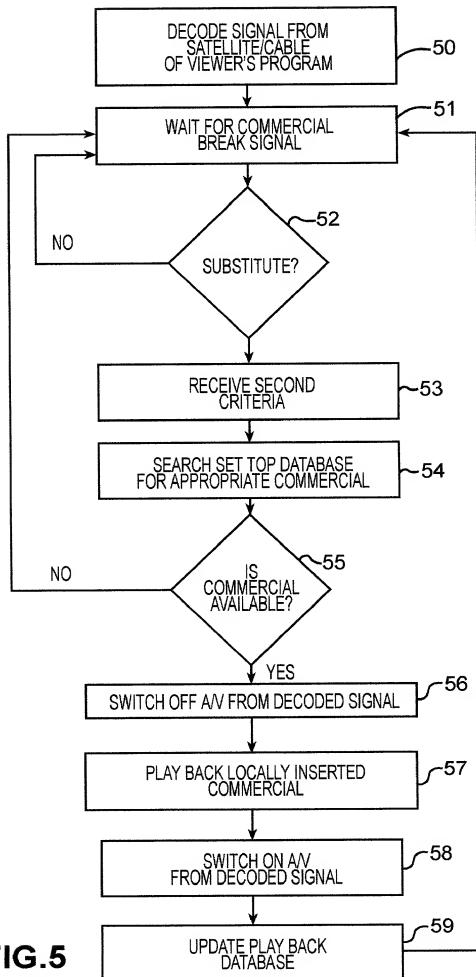 DECODE SIGNAL FROM
SATELLITE/CABLE
OF VIEWER'S PROGRAM
50
51
WAIT FOR COMMERCIAL
BREAK SIGNAL
52
NO
SUBSTITUTE?
RECEIVE SECOND
CRITERIA
53
SEARCH SET TOP DATABASE
FOR APPROPRIATE COMMERCIAL
54
55
NO
IS
COMMERCIAL
AVAILABLE?
YES
56
SWITCH OFF A/V FROM DECODED SIGNAL
PLAY BACK LOCALLY INSERTED
COMMERCIAL
57
SWITCH ON A/V
FROM DECODED SIGNAL
58
59
UPDATE PLAY BACK
DATABASE
FIG.5